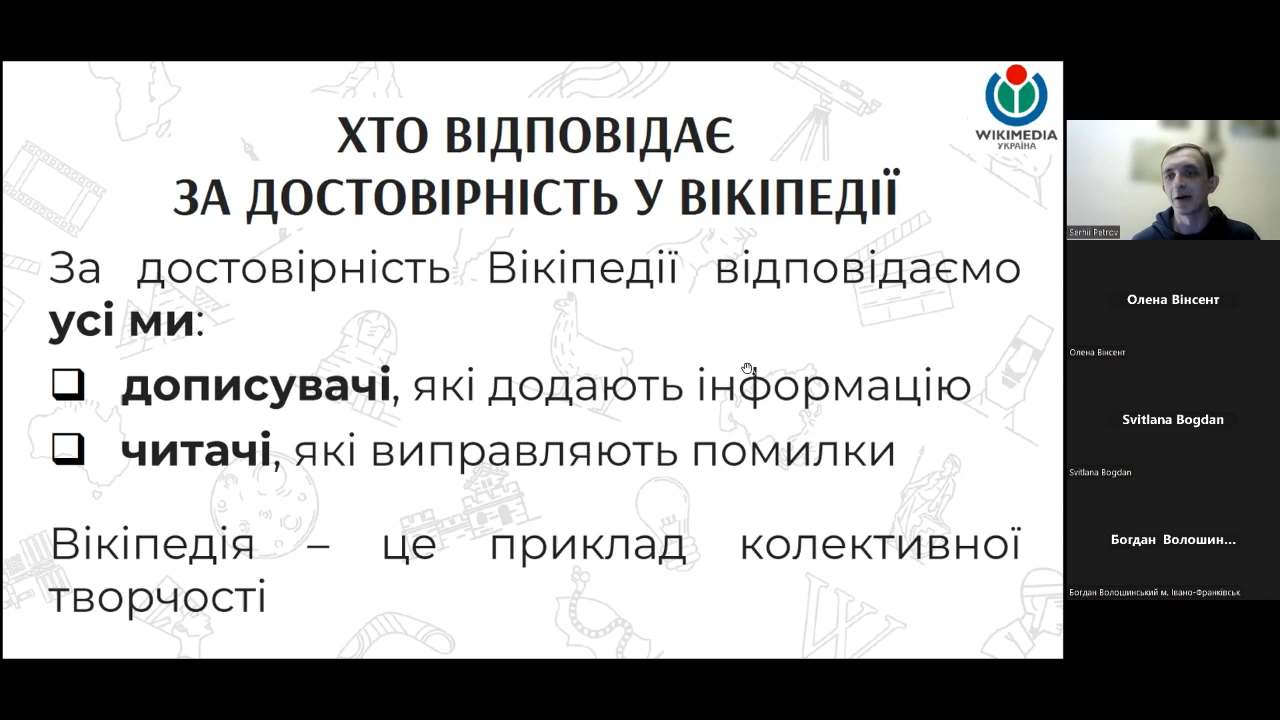 ХТО ВІДПОВІДАЄ
ЗА ДОСТОВІРНІСТЬ У ВІКІПЕДІЇ
WIKIMEDIA
УКРАЇНА
За достовірність Вікіпедії відповідаємо
усі ми:
дописувачі, які додають інформацію
читачі, які виправляють помилки
Вікіпедія – це приклад колективної
творчості
Serhii Petrov
Олена Вінсент
Олена Вінсент
Svitlana Bogdan
Svitlana Bogdan
Богдан Волошин...
Богдан Волошинський м. Івано-Франківськ